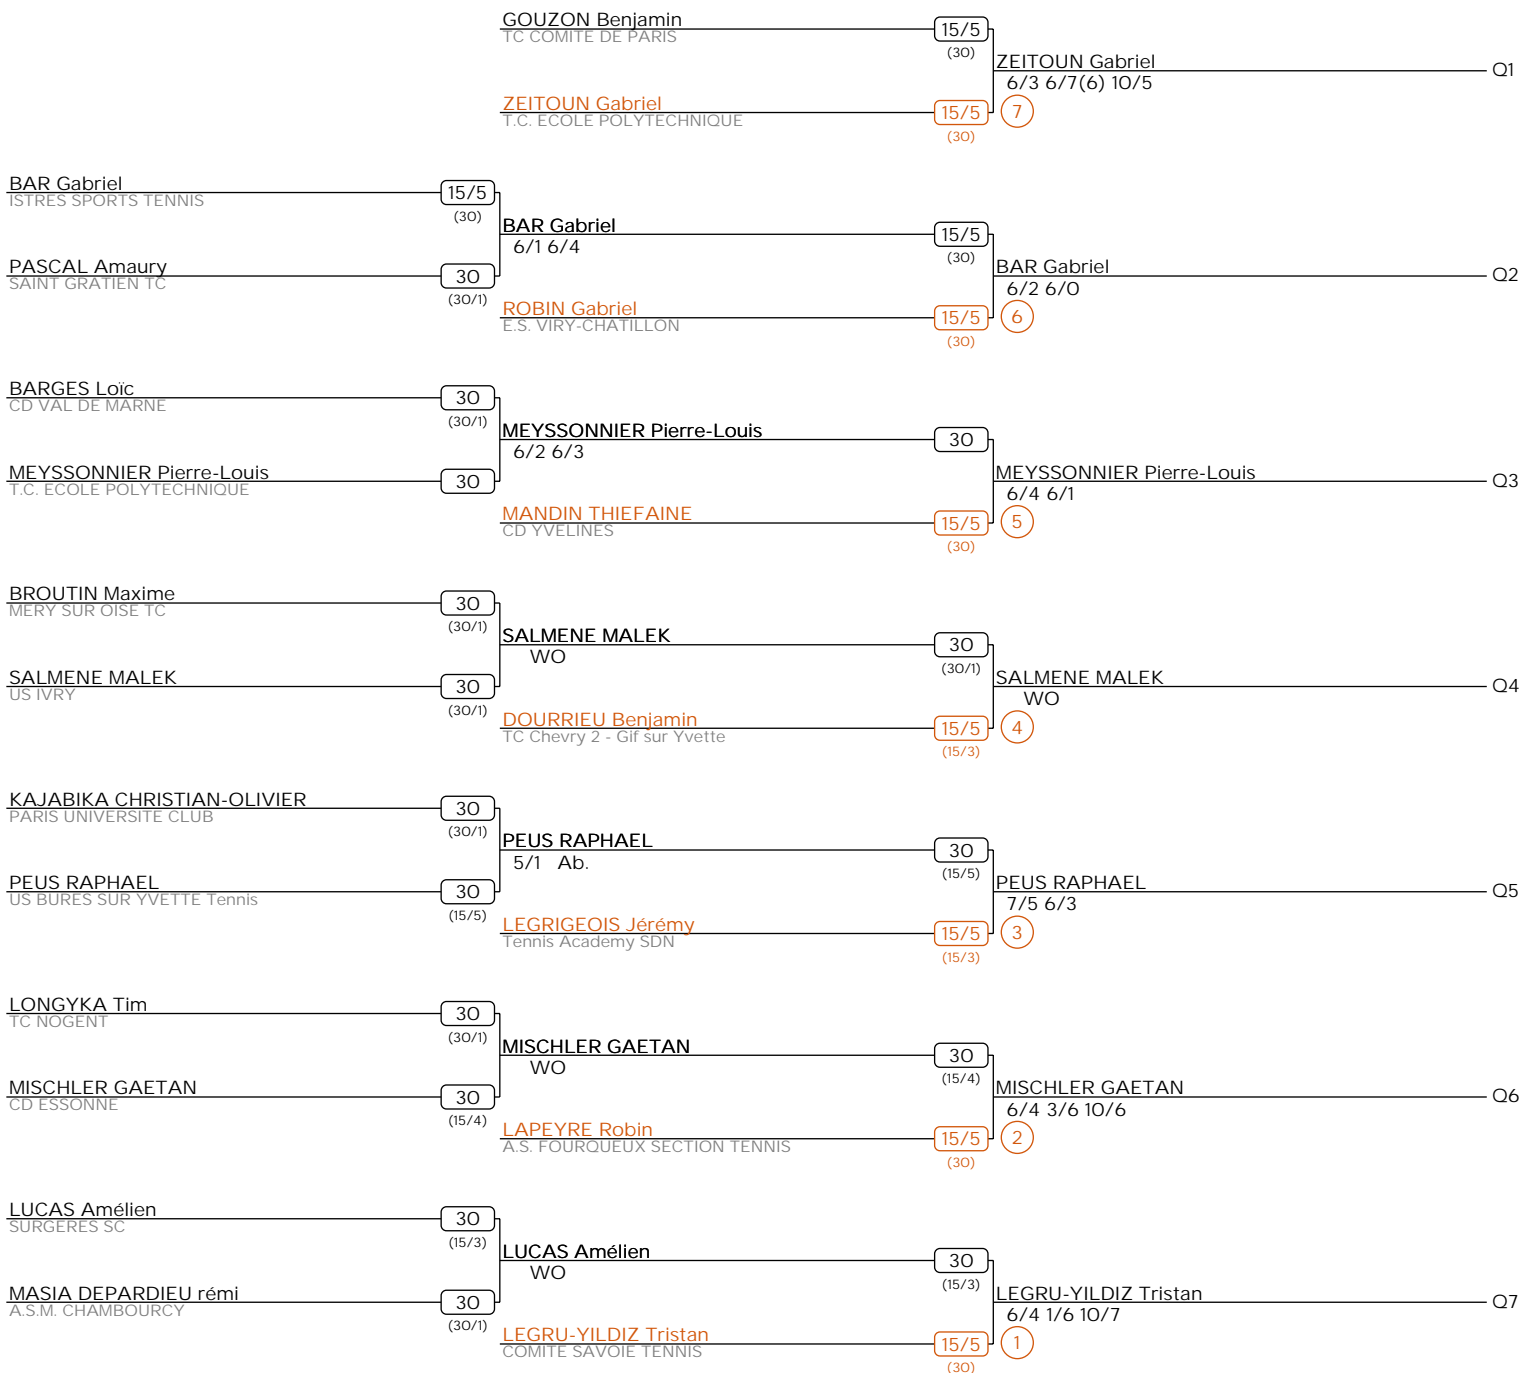 GOUZON Benjamin
TC COMITE DE PARIS
15/5
(30)
ZEITOUN Gabriel
6/3 6/7(6) 10/5
Q1
ZEITOUN Gabriel
T.C. ECOLE POLYTECHNIQUE
15/5
(30)
7
BAR Gabriel
ISTRES SPORTS TENNIS
15/5
(30)
BAR Gabriel
6/1 6/4
15/5
(30)
PASCAL Amaury
SAINT GRATIEN TC
30
(30/1)
BAR Gabriel
6/2 6/0
Q2
ROBIN Gabriel
E.S. VIRY-CHATILLON
15/5
(30)
6
BARGES Loïc
CD VAL DE MARNE
30
(30/1)
MEYSSONNIER Pierre-Louis
6/2 6/3
30
MEYSSONNIER Pierre-Louis
T.C. ECOLE POLYTECHNIQUE
30
MEYSSONNIER Pierre-Louis
6/4 6/1
Q3
MANDIN THIEFAINE
CD YVELINES
15/5
(30)
5
BROUTIN Maxime
MERY SUR OISE TC
30
(30/1)
SALMENE MALEK
WO
30
(30/1)
SALMENE MALEK
US IVRY
30
(30/1)
SALMENE MALEK
WO
Q4
DOURRIEU Benjamin
TC Chevry 2 - Gif sur Yvette
15/5
(15/3)
4
KAJABIKA CHRISTIAN-OLIVIER
PARIS UNIVERSITE CLUB
30
(30/1)
PEUS RAPHAEL
5/1 Ab.
30
(15/5)
PEUS RAPHAEL
US BURES SUR YVETTE Tennis
30
(15/5)
PEUS RAPHAEL
7/5 6/3
Q5
LEGRIGEOIS Jérémy
Tennis Academy SDN
15/5
(15/3)
3
LONGYKA Tim
TC NOGENT
30
(30/1)
MISCHLER GAETAN
WO
30
(15/4)
MISCHLER GAETAN
CD ESSONNE
30
(15/4)
MISCHLER GAETAN
6/4 3/6 10/6
Q6
LAPEYRE Robin
A.S. FOURQUEUX SECTION TENNIS
15/5
(30)
2
LUCAS Amélien
SURGERES SC
30
(15/3)
LUCAS Amélien
WO
30
(15/3)
MASIA DEPARDIEU rémi
A.S.M. CHAMBOURCY
30
(30/1)
LEGRU-YILDIZ Tristan
6/4 1/6 10/7
Q7
LEGRU-YILDIZ Tristan
COMITE SAVOIE TENNIS
15/5
(30)
1